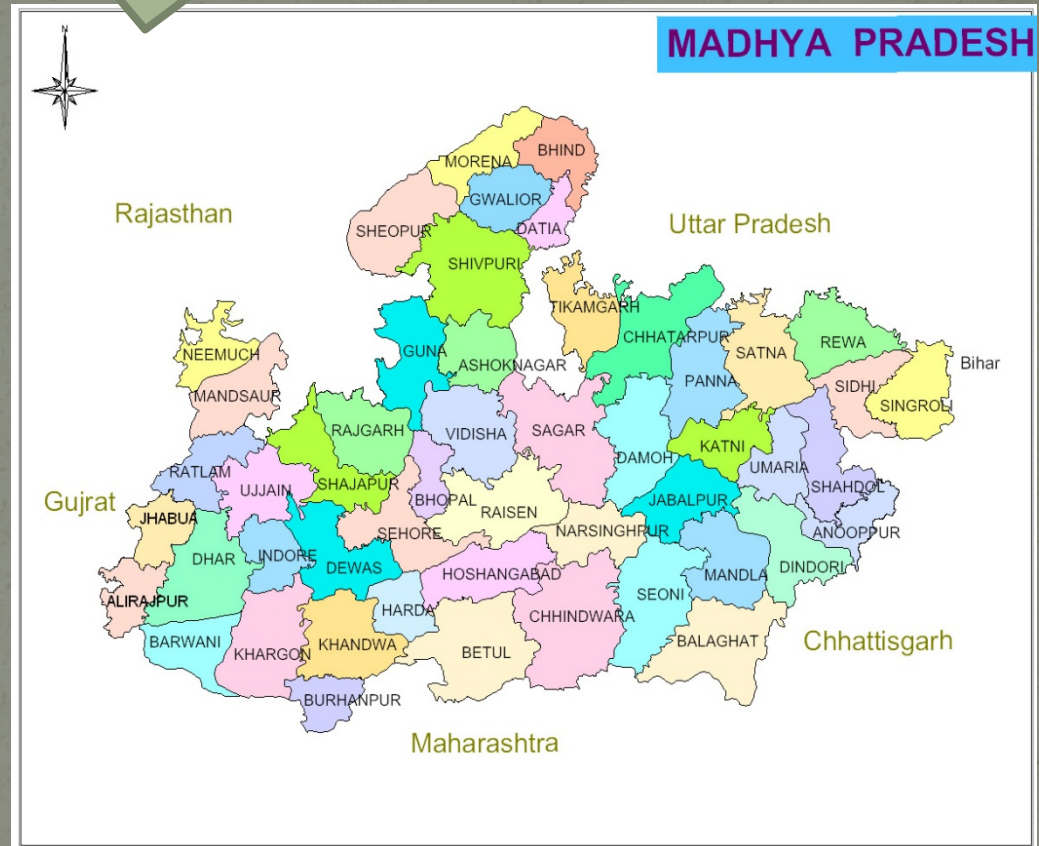 N
MADHYA PRADESH
BHIND
MORENA
GWALIOR
Rajasthan
Uttar Pradesh
DATIA
SHEOPUR
SHIVPURI
TIKAMGARH
CHHATARPUR
REWA
GUNA
SATNA
NEEMUCH
ASHOKNAGAR
Bihar
PANNA
SIDHI
MANDSAUR
SINGROLI
RAJGARH
VIDISHA
SAGAR
KATNI
DAMOH
UMARIA
RATLAM
SHAJAPUR
SHAHDOL
UJJAIN
BHOPAL
JABALPUR
Gujrat
RAISEN
JHABUA
SEHORE
NARSINGHPUR
ANOOPPUR
DHAR
INDORE
DEWAS
HOSHANGABAD
MANDLA
DINDORI
SEONI
ALIRAJPUR
HARDA
CHHINDWARA
BARWANI
KHANDWA
BALAGHAT
Chhattisgarh
KHARGON
BETUL
BURHANPUR
Maharashtra